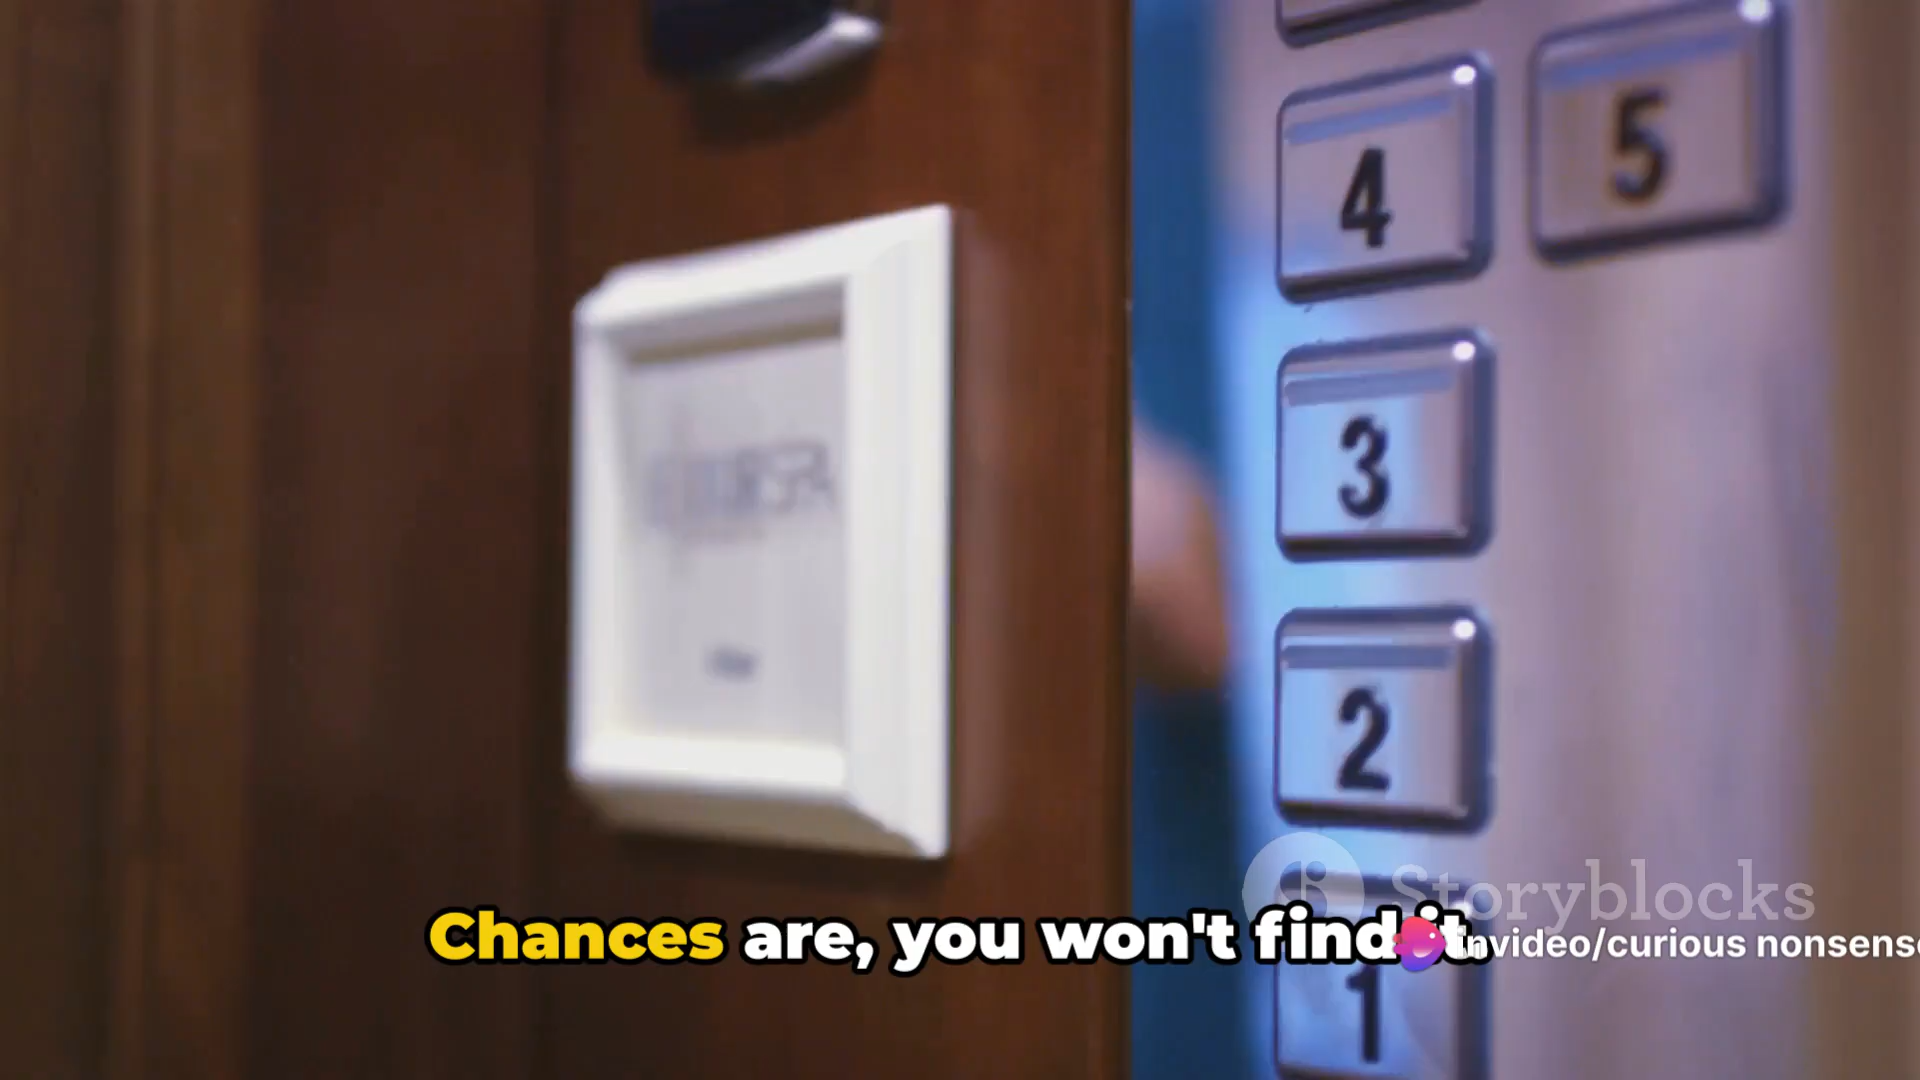 4
5
3
2
Storyblocks
Chances are, you won't find it.
invideo/curious nonsense
1